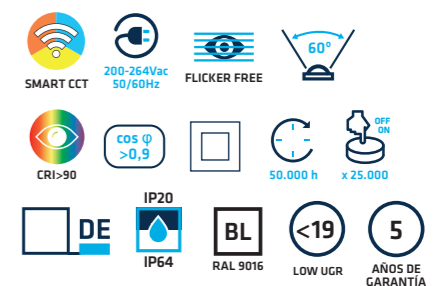 60°
SMART CCT
200-264Vac
50/60Hz
FLICKER FREE
cos φ
>0,9
OFF
ON
CRI>90
50.000 h
x 25.000
IP20
DE
BL
<19
5
IP64
RAL 9016
LOW UGR
AÑOS DE
GARANTÍA